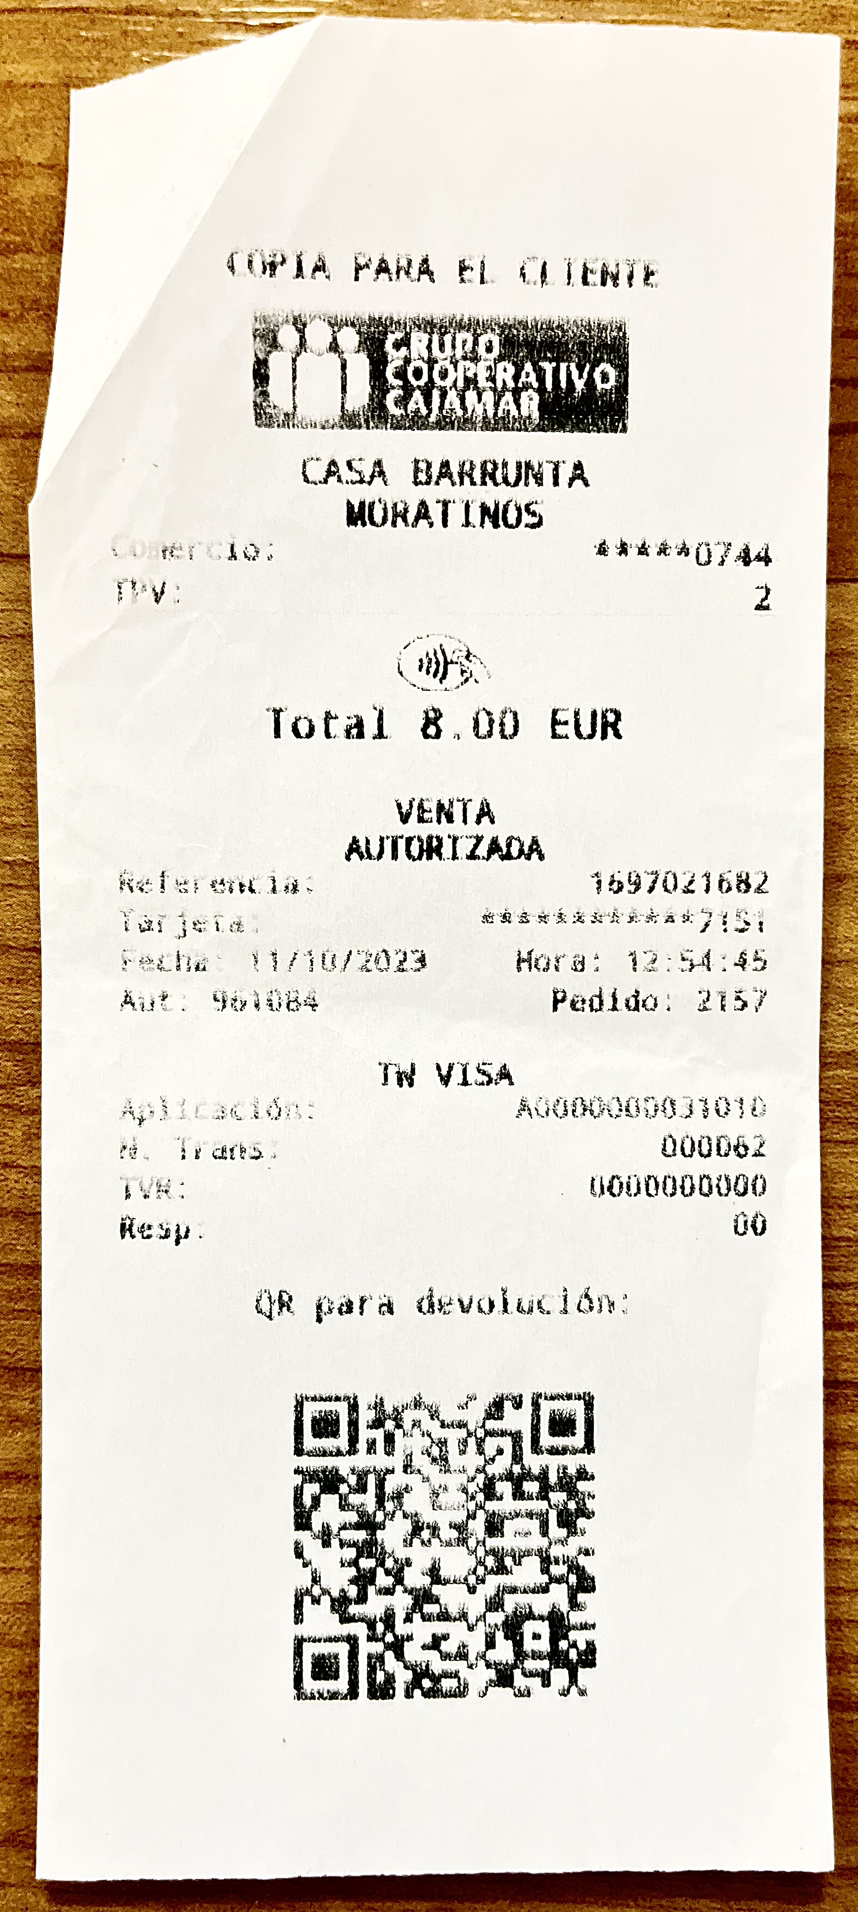 COPIA PARA EL CLIENTE
GRUPO
COOPERATIVO
CAJAMAR
CASA BARRUNTA
MORATINOS
Comercio: *****0744
TPV: 2
Total 8.00 EUR
VENTA
AUTORIZADA
Referencia: 1697021682
Tarjeta: ************7151
Fecha: 11/10/2023 Hora: 12:54:45
Aut: 961084 Pedido: 2157
TW VISA
Aplicación: A0000000031010
N. Trans: 000062
TVR: 0000000000
Resp: 00
QR para devolución: